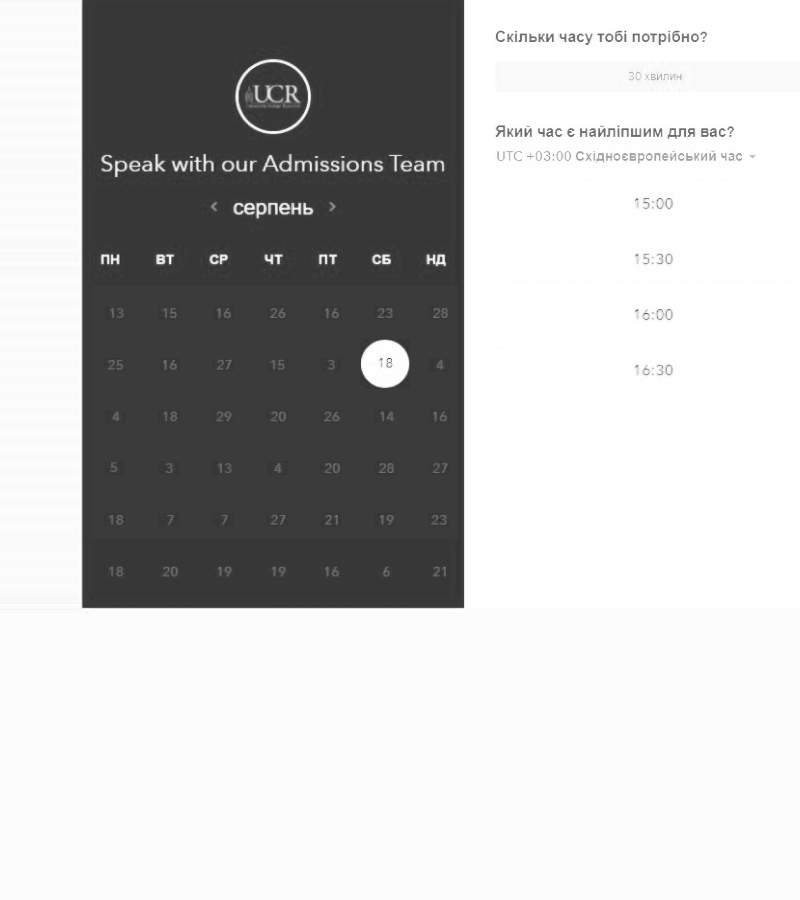 UCR
Speak with our Admissions Team
< серпень >
ПН ВТ СР ЧТ ПТ СБ НД
13 15 16 26 16 23 28
25 16 27 15 3 18 4
4 18 29 20 26 14 16
5 3 13 4 20 28 27
18 7 7 27 21 19 23
18 20 19 19 16 6 21
Скільки часу тобі потрібно?
30 хвилин
Який час є найліпшим для вас?
UTC +03:00 Східноєвропейський час
15:00
15:30
16:00
16:30